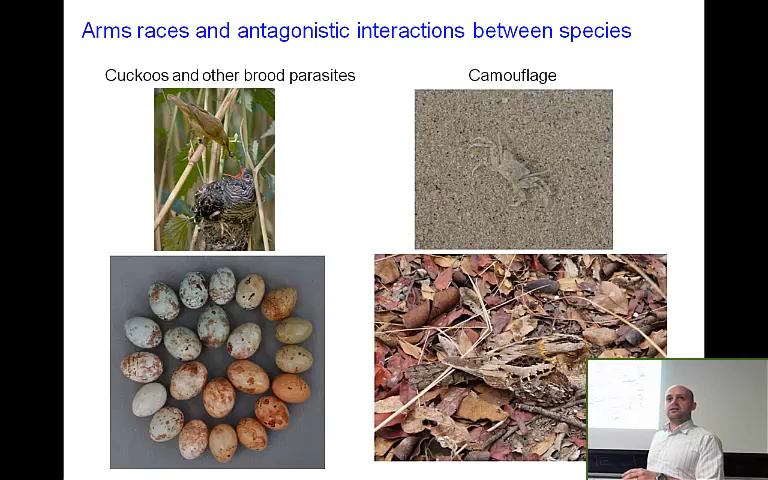 Arms races and antagonistic interactions between species
Cuckoos and other brood parasites
Camouflage